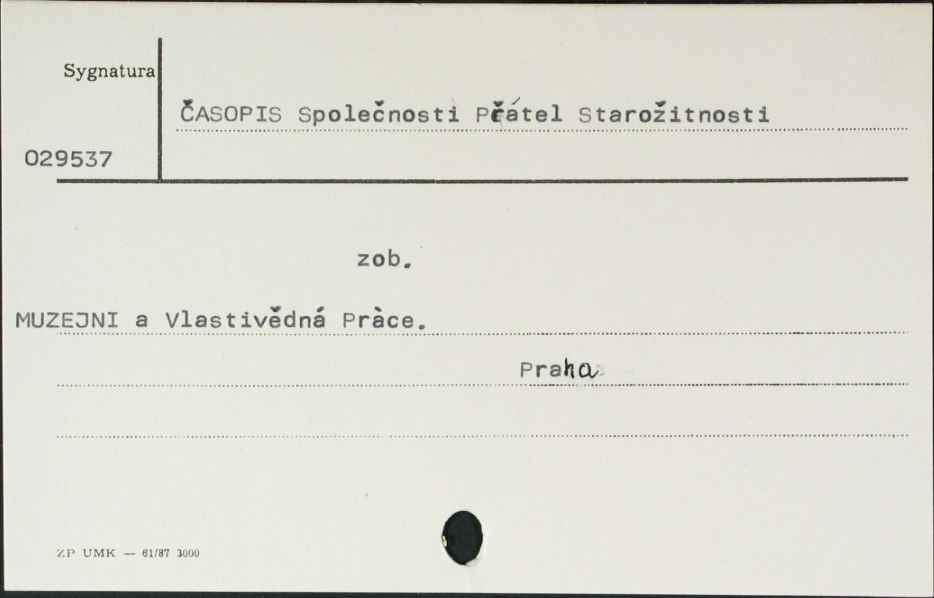 Sygnatura
ČASOPIS Společnosti Přátel Starožitnosti
029537
zob.
MUZEJNI a Vlastivědná Pràce.
Praha
ZP UMK — 61/87 3000